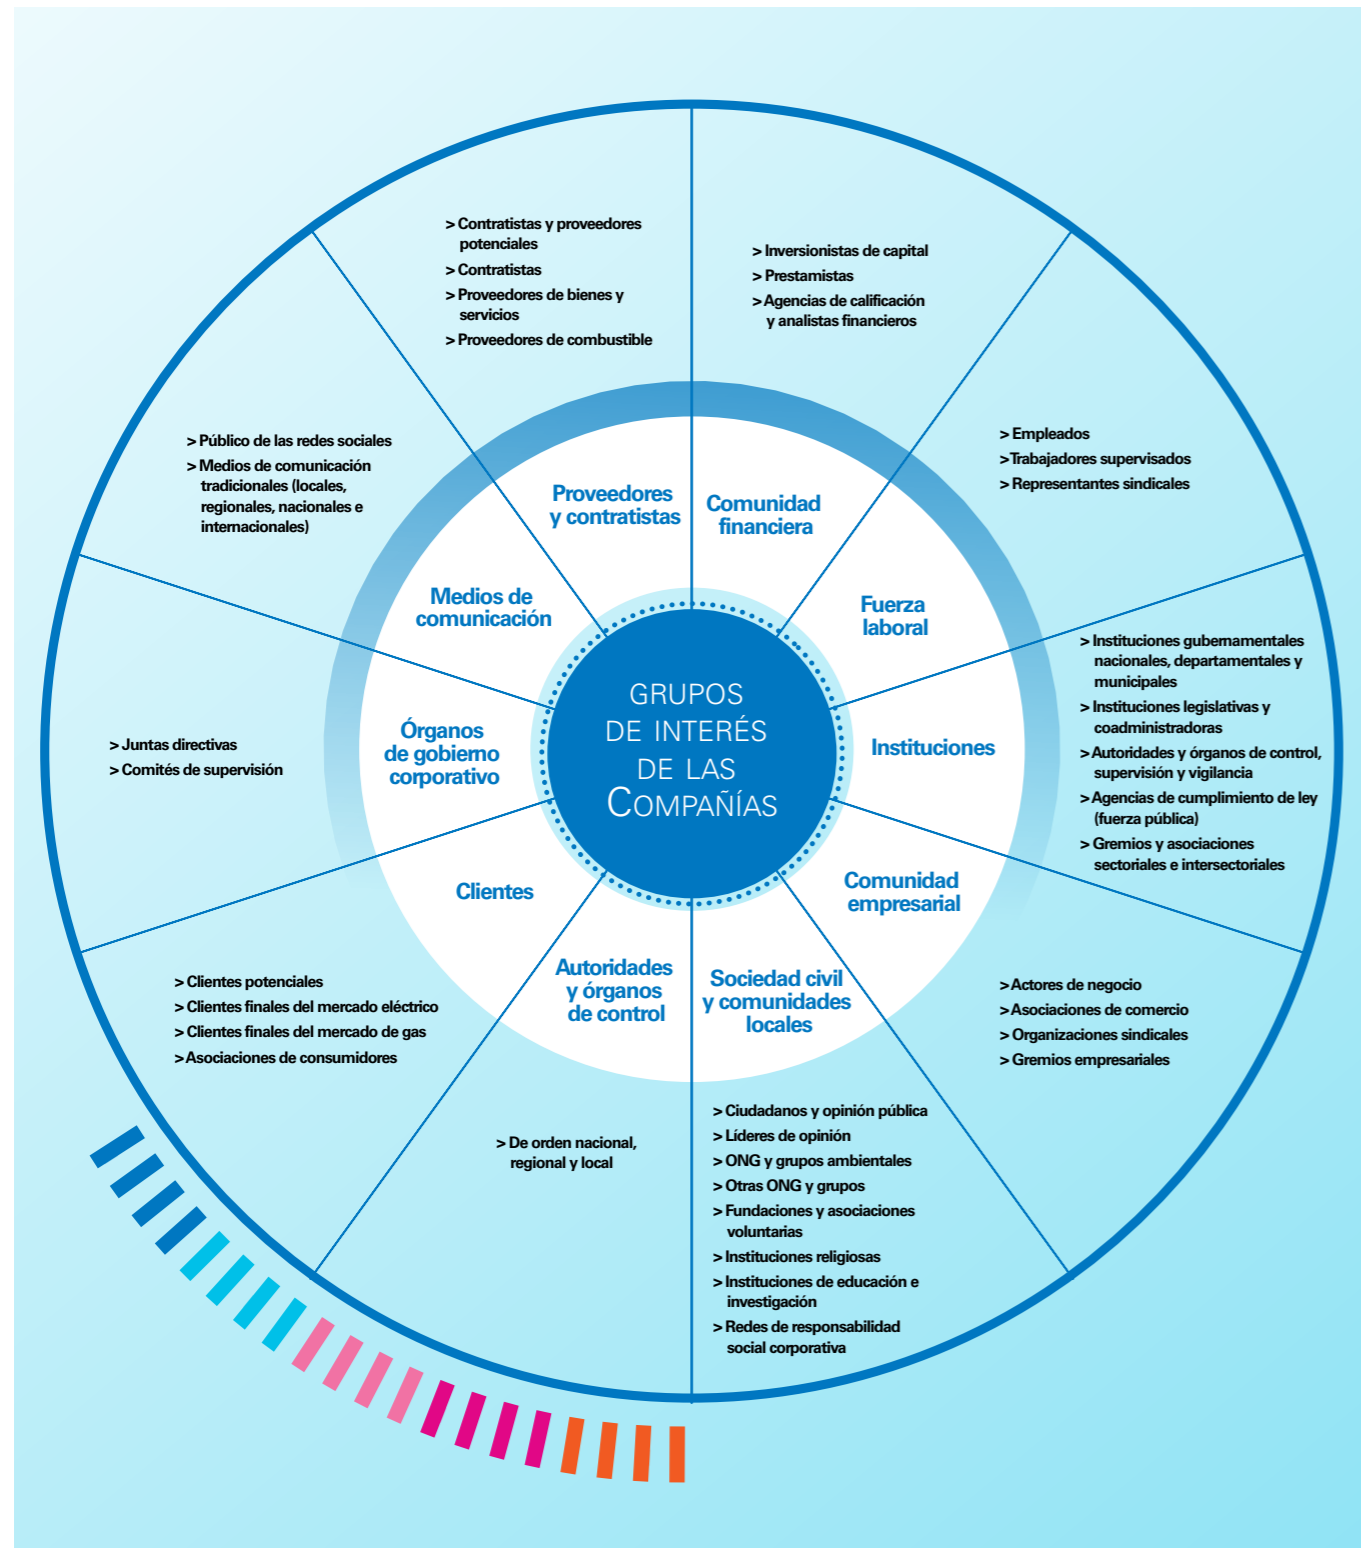 GRUPOS
DE INTERÉS
DE LAS
COMPAÑÍAS
Comunidad
financiera
> Inversionistas de capital
> Prestamistas
> Agencias de calificación
y analistas financieros
Fuerza
laboral
> Empleados
>Trabajadores supervisados
> Representantes sindicales
Instituciones
> Instituciones gubernamentales
nacionales, departamentales y
municipales
> Instituciones legislativas y
coadministradoras
> Autoridades y órganos de control,
supervisión y vigilancia
> Agencias de cumplimiento de ley
(fuerza pública)
> Gremios y asociaciones
sectoriales e intersectoriales
Comunidad
empresarial
> Actores de negocio
> Asociaciones de comercio
> Organizaciones sindicales
> Gremios empresariales
Sociedad civil
y comunidades
locales
> Ciudadanos y opinión pública
> Líderes de opinión
> ONG y grupos ambientales
> Otras ONG y grupos
> Fundaciones y asociaciones
voluntarias
> Instituciones religiosas
> Instituciones de educación e
investigación
> Redes de responsabilidad
social corporativa
Autoridades
y órganos
de control
> De orden nacional,
regional y local
Clientes
> Clientes potenciales
> Clientes finales del mercado eléctrico
> Clientes finales del mercado de gas
> Asociaciones de consumidores
Órganos
de gobierno
corporativo
> Juntas directivas
> Comités de supervisión
Medios de
comunicación
> Público de las redes sociales
> Medios de comunicación
tradicionales (locales,
regionales, nacionales e
internacionales)
Proveedores
y contratistas
> Contratistas y proveedores
potenciales
> Contratistas
> Proveedores de bienes y
servicios
> Proveedores de combustible